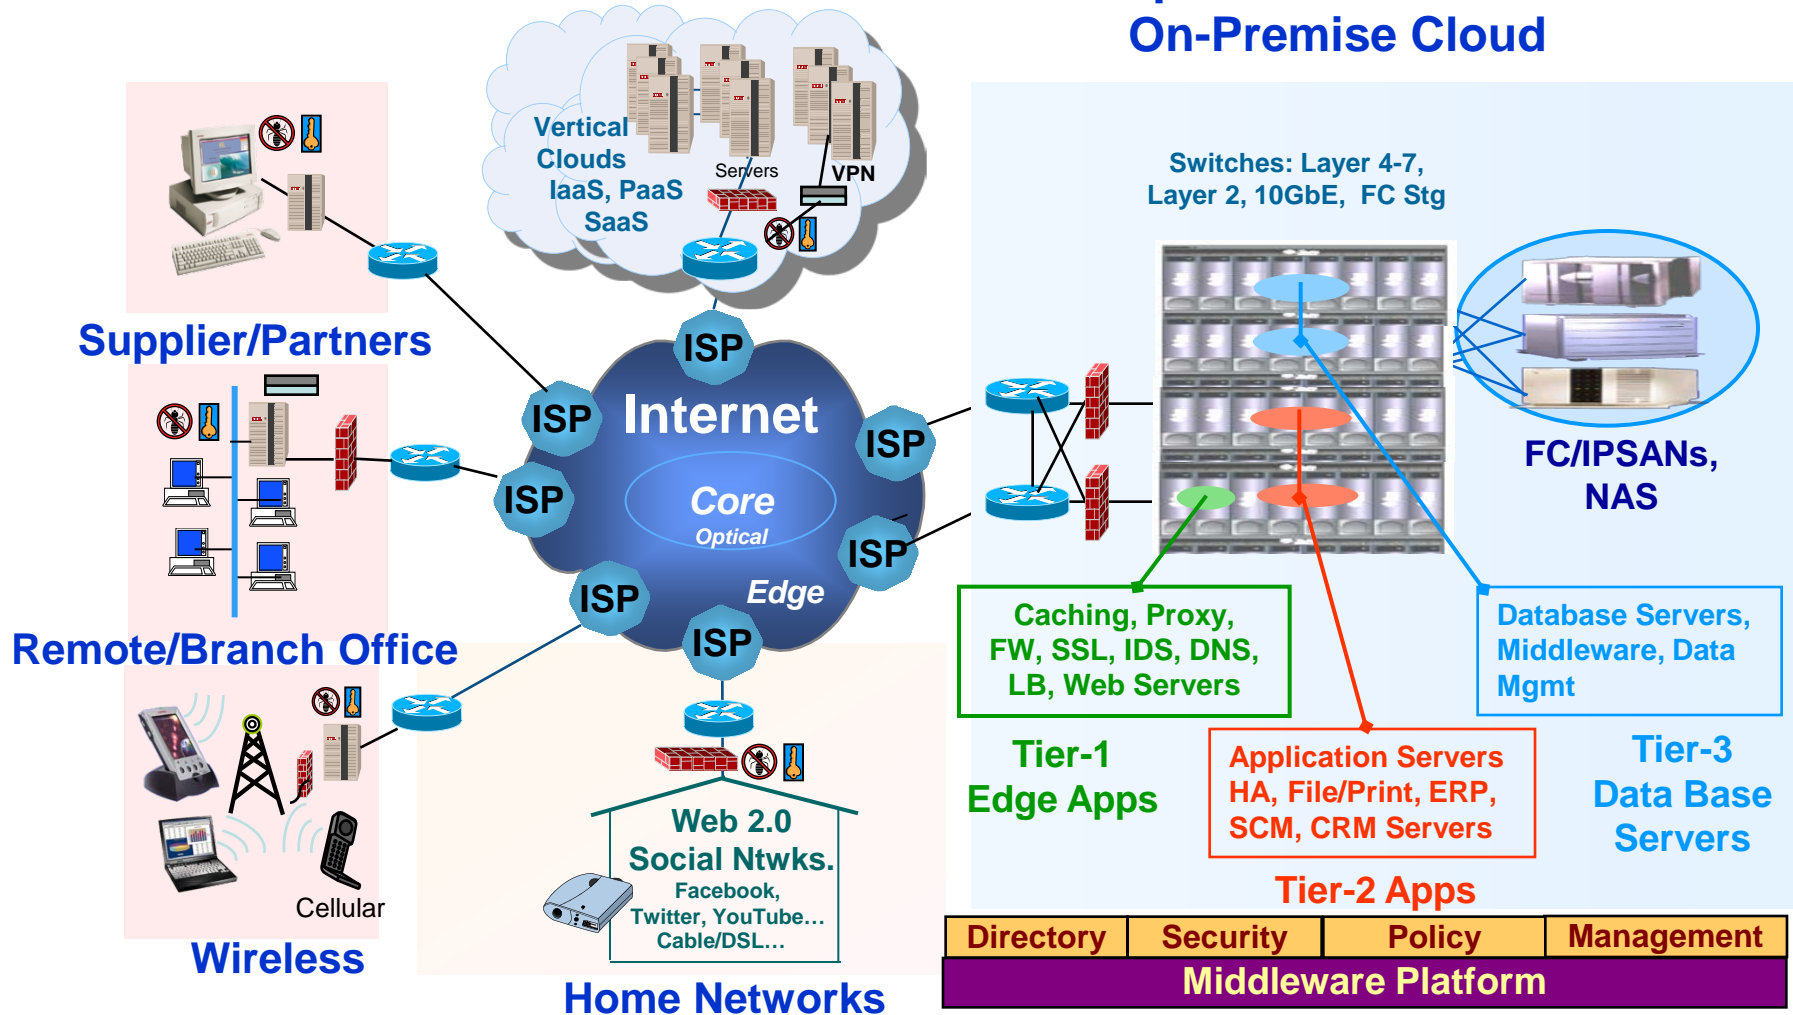 On-Premise Cloud
Vertical
Clouds
IaaS, PaaS
SaaS
Servers
VPN
Switches: Layer 4-7,
Layer 2, 10GbE, FC Stg
Supplier/Partners
ISP
ISP
Internet
ISP
ISP
Core
Optical
ISP
Edge
ISP
ISP
FC/IPSANs,
NAS
Remote/Branch Office
Caching, Proxy,
FW, SSL, IDS, DNS,
LB, Web Servers
Database Servers,
Middleware, Data
Mgmt
Tier-1
Edge Apps
Application Servers
HA, File/Print, ERP,
SCM, CRM Servers
Tier-3
Data Base
Servers
Tier-2 Apps
Cellular
Wireless
Web 2.0
Social Ntwks.
Facebook,
Twitter, YouTube...
Cable/DSL...
Home Networks
Directory
Security
Policy
Management
Middleware Platform